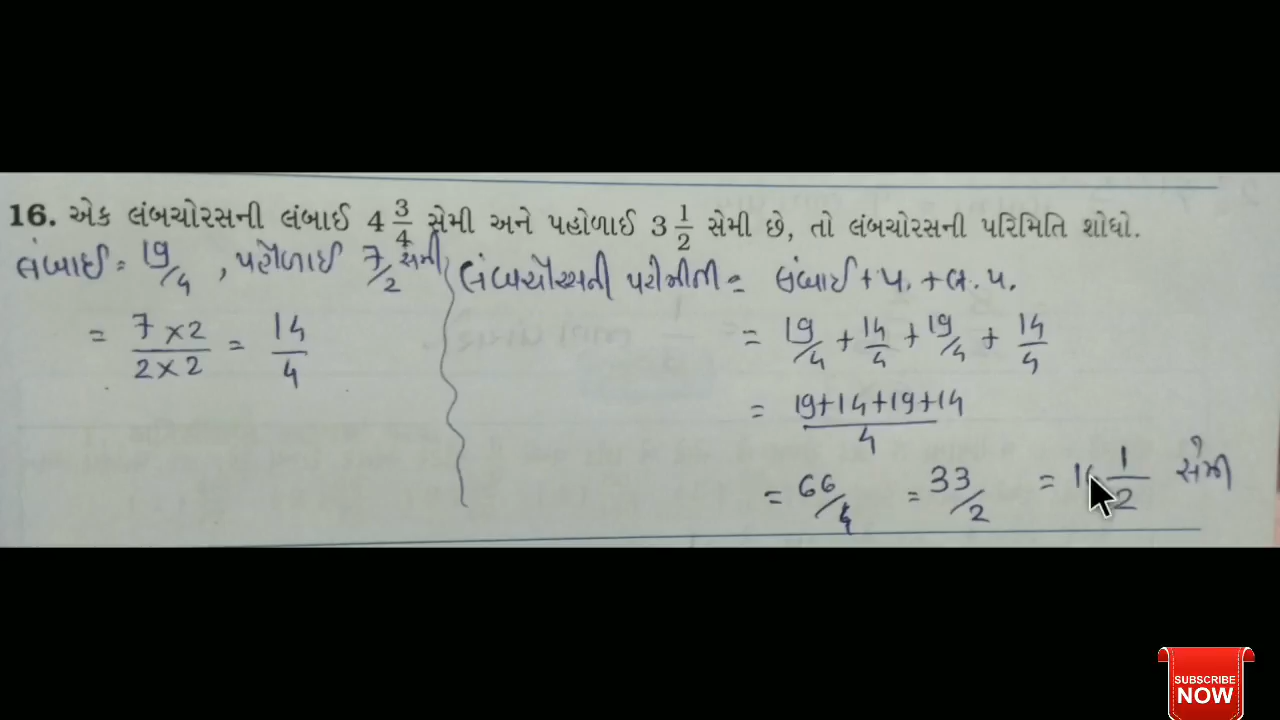 16. એક લંબચોરસની લંબાઈ 4 3/4 સેમી અને પહોળાઈ 3 1/2 સેમી છે, તો લંબચોરસની પરિમિતિ શોધો.
લંબાઈ = 19/4 , પહોળાઈ 7/2 સેમી
= 7 x 2 / 2 x 2 = 14/4
લંબચોરસની પરીમીતી = લંબાઈ + પ. + લ. પ.
= 19/4 + 14/4 + 19/4 + 14/4
= 19+14+19+14 / 4
= 66/4 = 33/2 = 1 1/2 સેમી
SUBSCRIBE
NOW